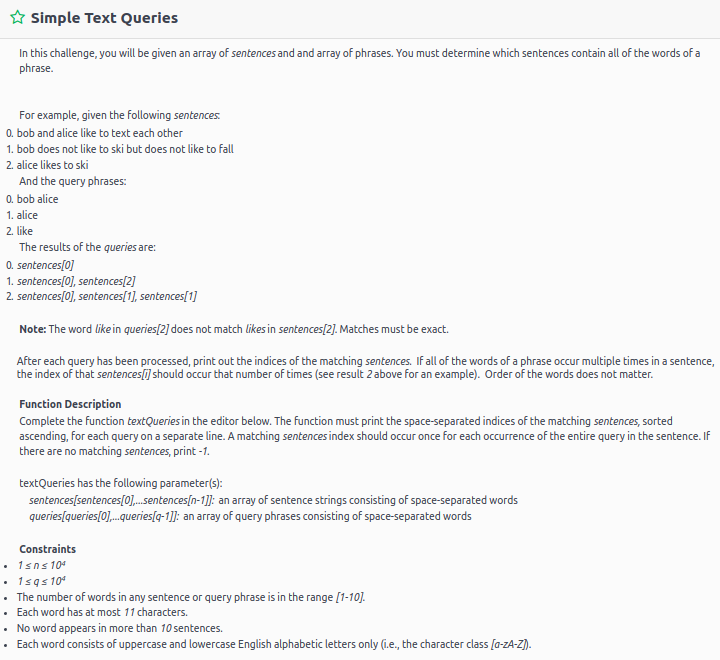 Simple Text Queries
In this challenge, you will be given an array of sentences and and array of phrases. You must determine which sentences contain all of the words of a
phrase.
For example, given the following sentences:
0. bob and alice like to text each other
1. bob does not like to ski but does not like to fall
2. alice likes to ski
And the query phrases:
0. bob alice
1. alice
2. like
The results of the queries are:
0. sentences[0]
1. sentences[0], sentences[2]
2. sentences[0], sentences[1], sentences[1]
Note: The word like in queries[2] does not match likes in sentences[2]. Matches must be exact.
After each query has been processed, print out the indices of the matching sentences. If all of the words of a phrase occur multiple times in a sentence,
the index of that sentences[i] should occur that number of times (see result 2 above for an example). Order of the words does not matter.
Function Description
Complete the function textQueries in the editor below. The function must print the space-separated indices of the matching sentences, sorted
ascending, for each query on a separate line. A matching sentences index should occur once for each occurrence of the entire query in the sentence. If
there are no matching sentences, print -1.
textQueries has the following parameter(s):
sentences[sentences[0],...sentences[n-1]]: an array of sentence strings consisting of space-separated words
queries[queries[0],...queries[q-1]]: an array of query phrases consisting of space-separated words
Constraints
• 1 ≤ n ≤ 10⁴
• 1 ≤ q ≤ 10⁴
• The number of words in any sentence or query phrase is in the range [1-10].
• Each word has at most 11 characters.
• No word appears in more than 10 sentences.
• Each word consists of uppercase and lowercase English alphabetic letters only (i.e., the character class [a-zA-Z]).